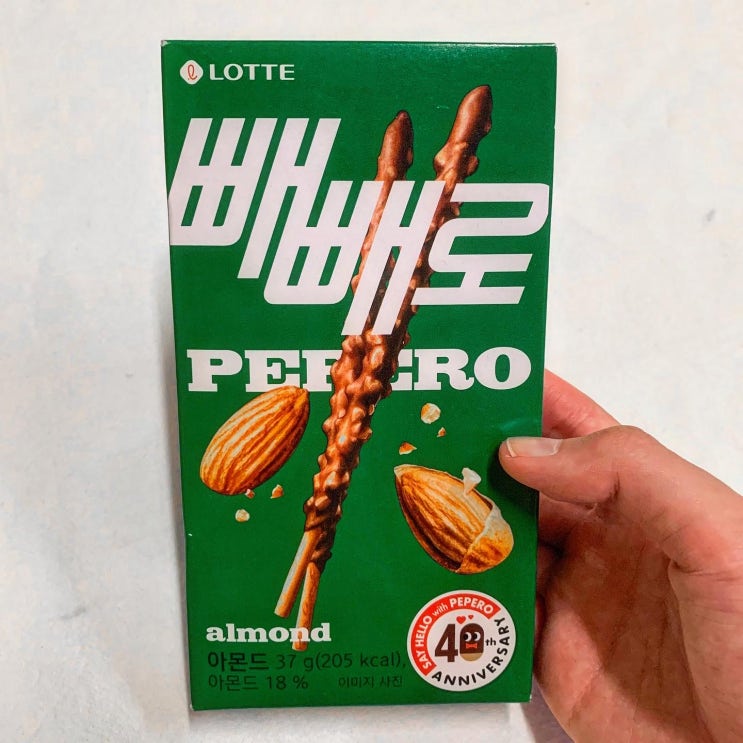 LOTTE
빼빼로
PEPERO
almond
아몬드 37 g(205 kcal),
아몬드 18 %   이미지 사진
SAY HELLO with PEPERO
40th
ANNIVERSARY